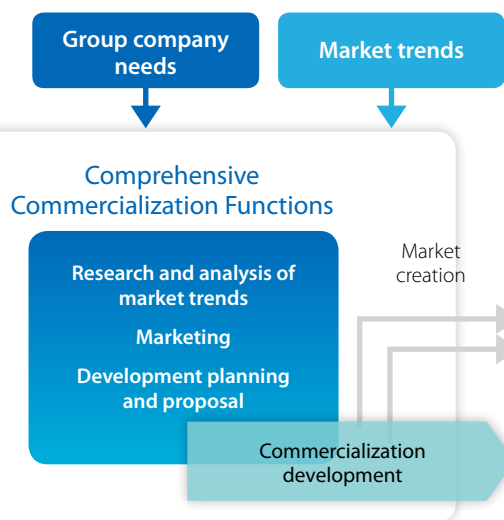 Group company
needs
Market trends
Comprehensive
Commercialization Functions
Research and analysis of
market trends
Marketing
Development planning
and proposal
Market
creation
Commercialization
development